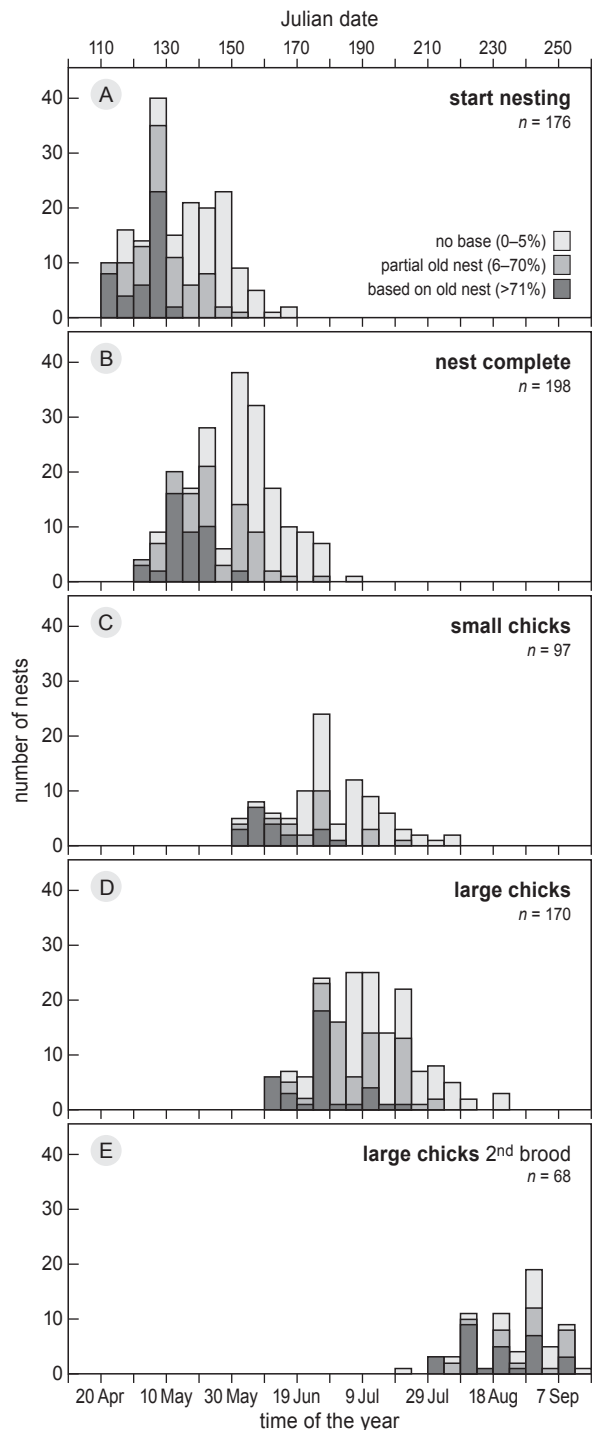 Julian date
110 130 150 170 190 210 230 250
A
start nesting
n = 176
40
30
20
10
0
no base (0–5%)
partial old nest (6–70%)
based on old nest (>71%)
B
nest complete
n = 198
40
30
20
10
0
C
small chicks
n = 97
40
30
20
10
0
number of nests
D
large chicks
n = 170
40
30
20
10
0
E
large chicks 2nd brood
n = 68
40
30
20
10
0
20 Apr 10 May 30 May 19 Jun 9 Jul 29 Jul 18 Aug 7 Sep
time of the year